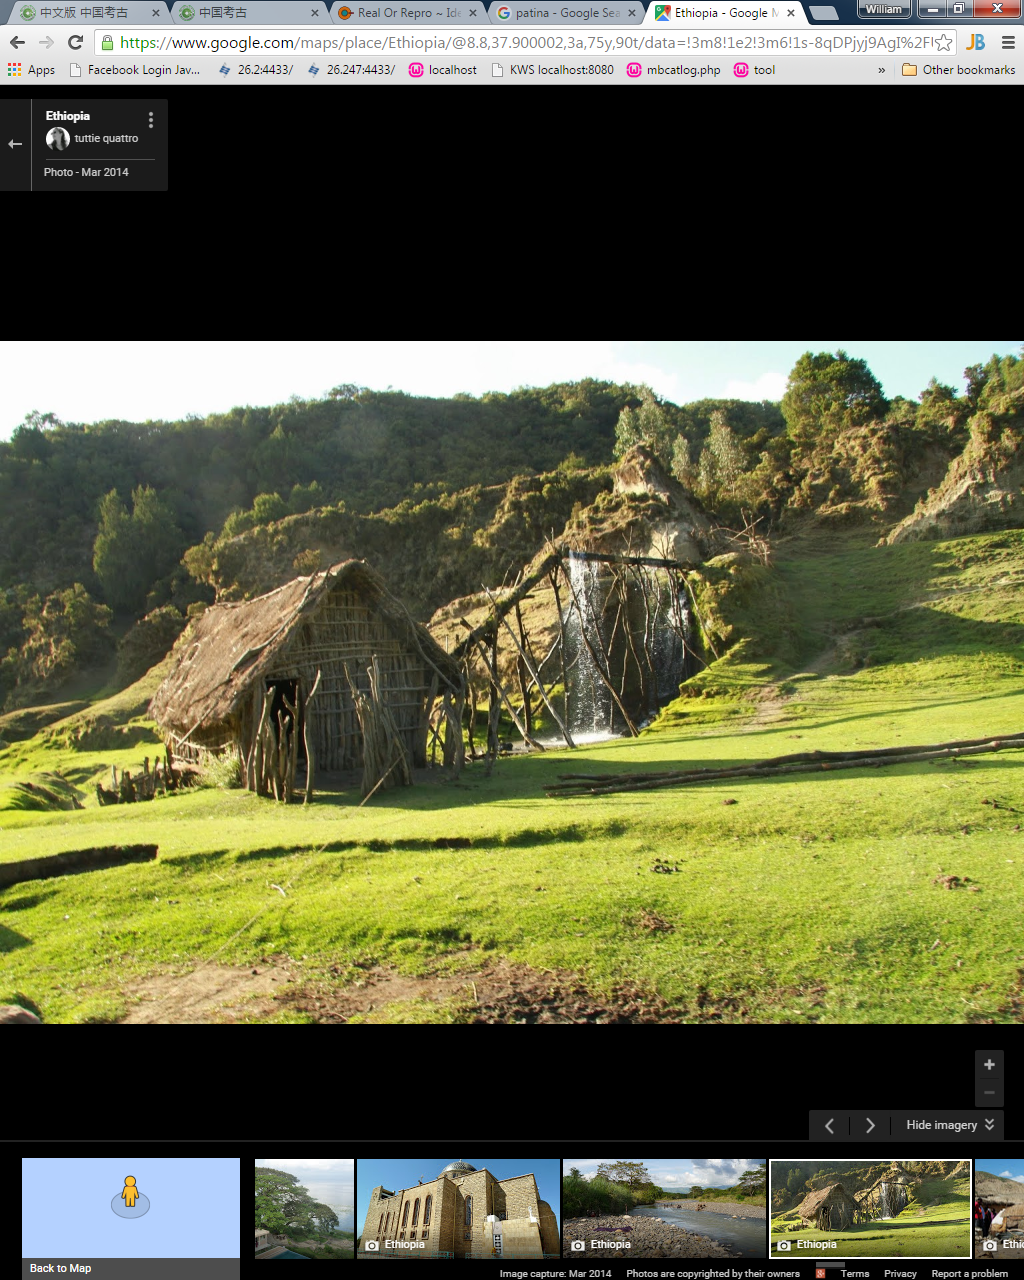 中文版 中国考古
中国考古
Real Or Repro ~ Ide
patina - Google Sea
Ethiopia - Google M
William
https://www.google.com/maps/place/Ethiopia/@8.8,37.900002,3a,75y,90t/data=!3m8!1e2!3m6!1s-8qDPjyj9AgI%2F
JB
Apps
Facebook Login Jav...
26.2:4433/
26.247:4433/
localhost
KWS localhost:8080
mbcatlog.php
tool
»
Other bookmarks
Ethiopia
tuttie quattro
Photo - Mar 2014
Hide imagery
Ethiopia
Ethiopia
Ethiopia
Back to Map
Image capture: Mar 2014
Photos are copyrighted by their owners
Terms
Privacy
Report a problem